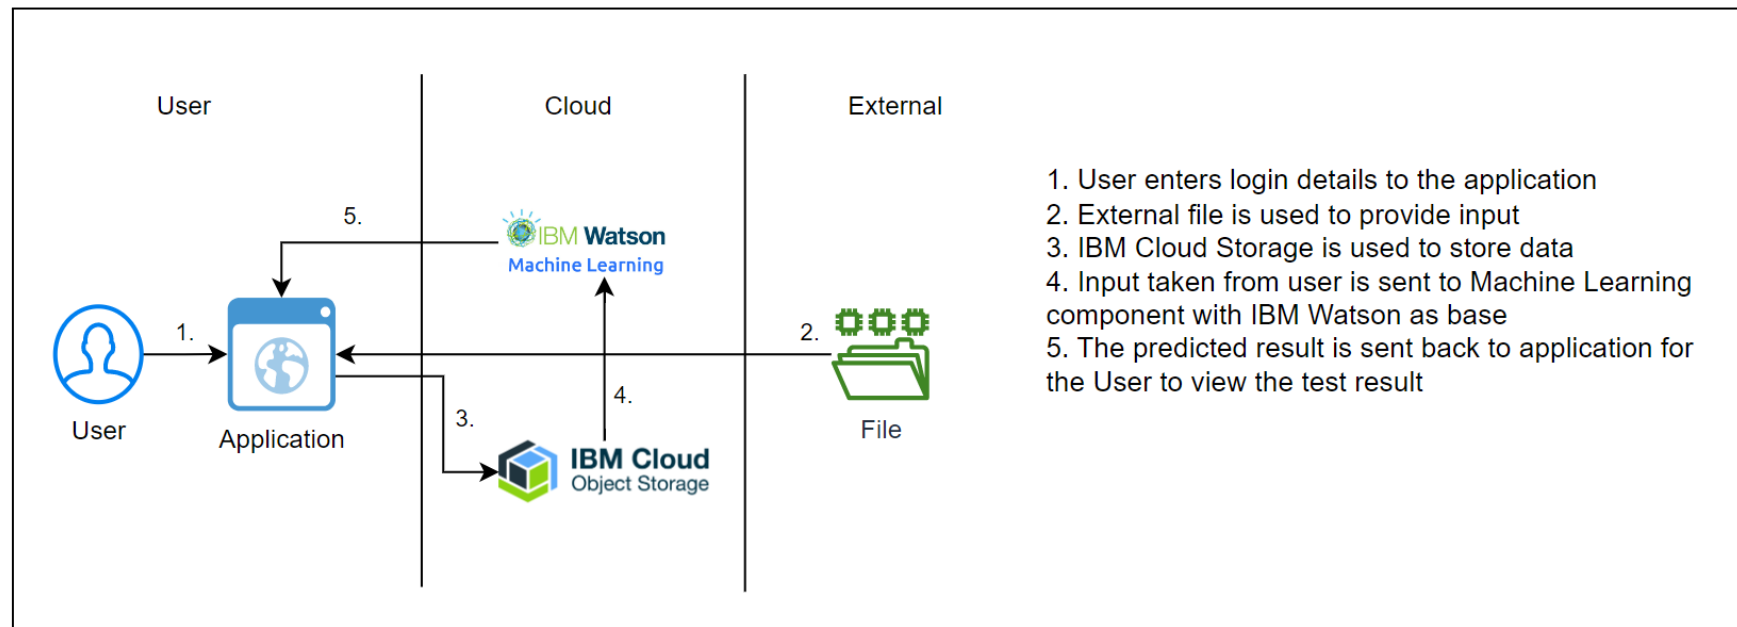 User
Cloud
External
5.
IBM Watson
Machine Learning
1.
2.
3.
4.
User
Application
IBM Cloud
Object Storage
File
1. User enters login details to the application
2. External file is used to provide input
3. IBM Cloud Storage is used to store data
4. Input taken from user is sent to Machine Learning
component with IBM Watson as base
5. The predicted result is sent back to application for
the User to view the test result